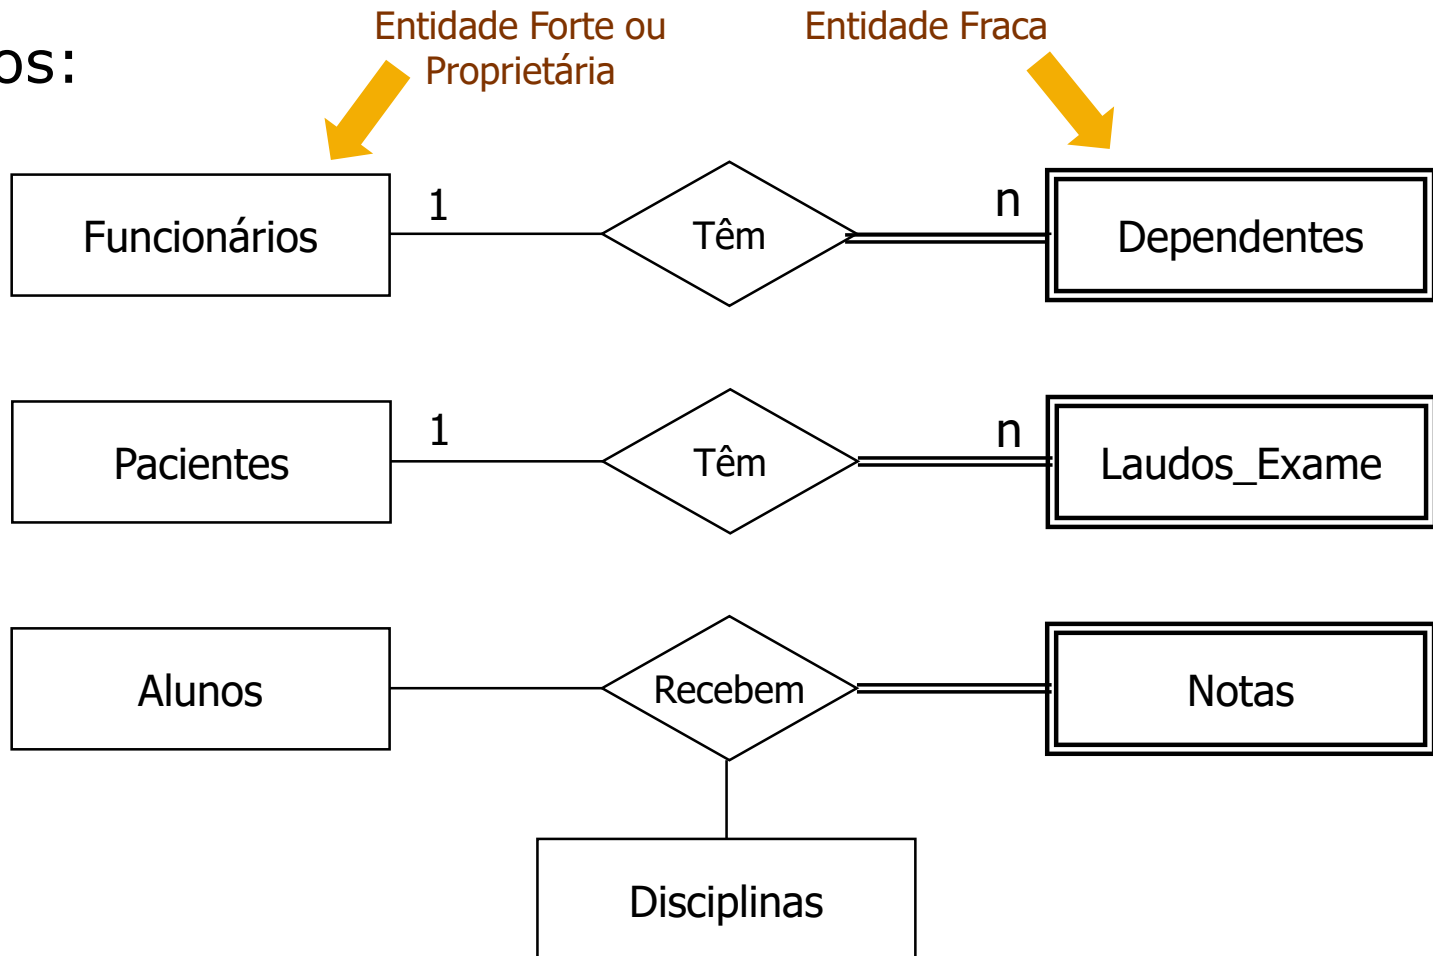 Entidade Forte ou
Proprietária
Entidade Fraca
os:
Funcionários
1
Têm
n
Dependentes
Pacientes
1
Têm
n
Laudos_Exame
Alunos
Recebem
Notas
Disciplinas